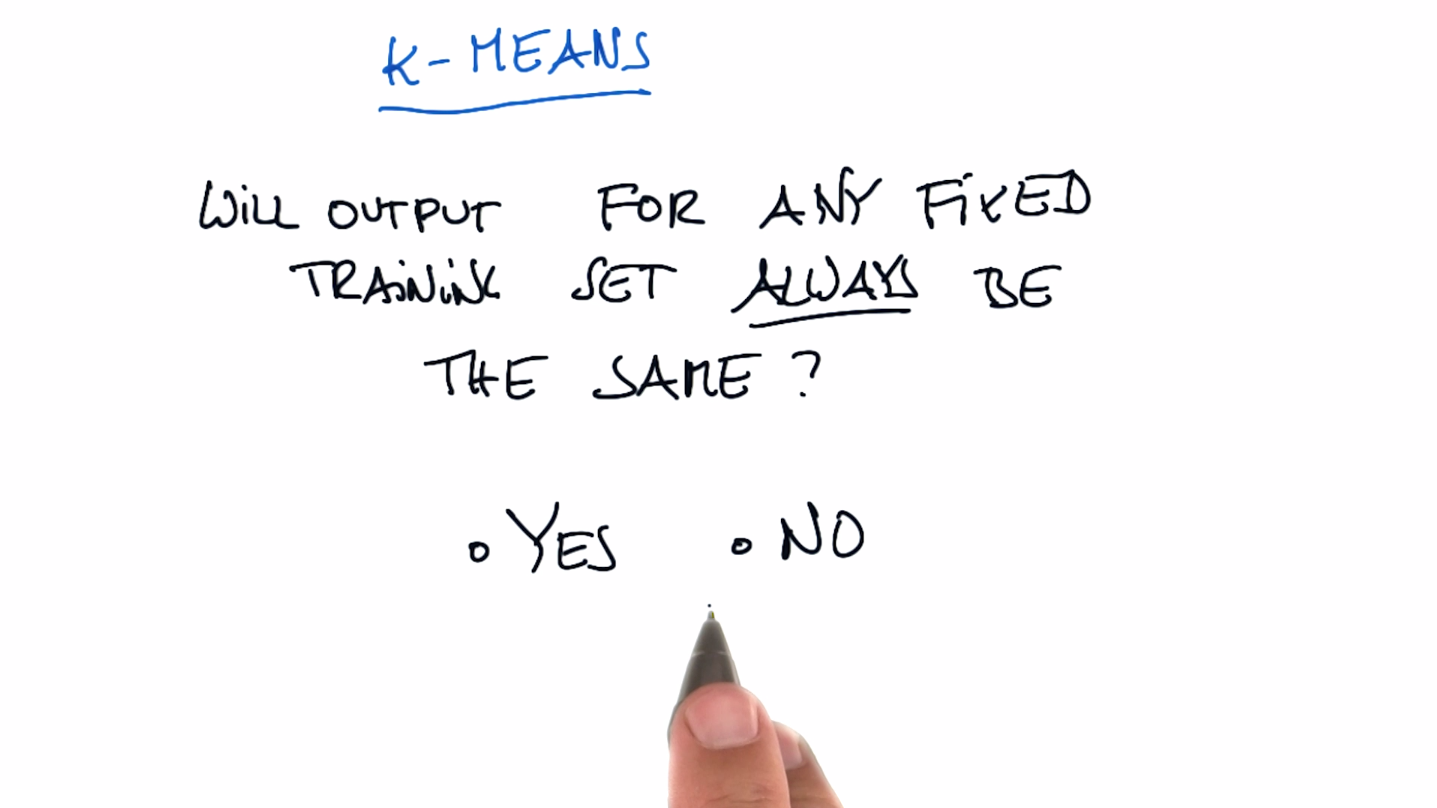 K-MEANS
WILL OUTPUT FOR ANY FIXED
TRAINING SET ALWAYS BE
THE SAME?
YES NO